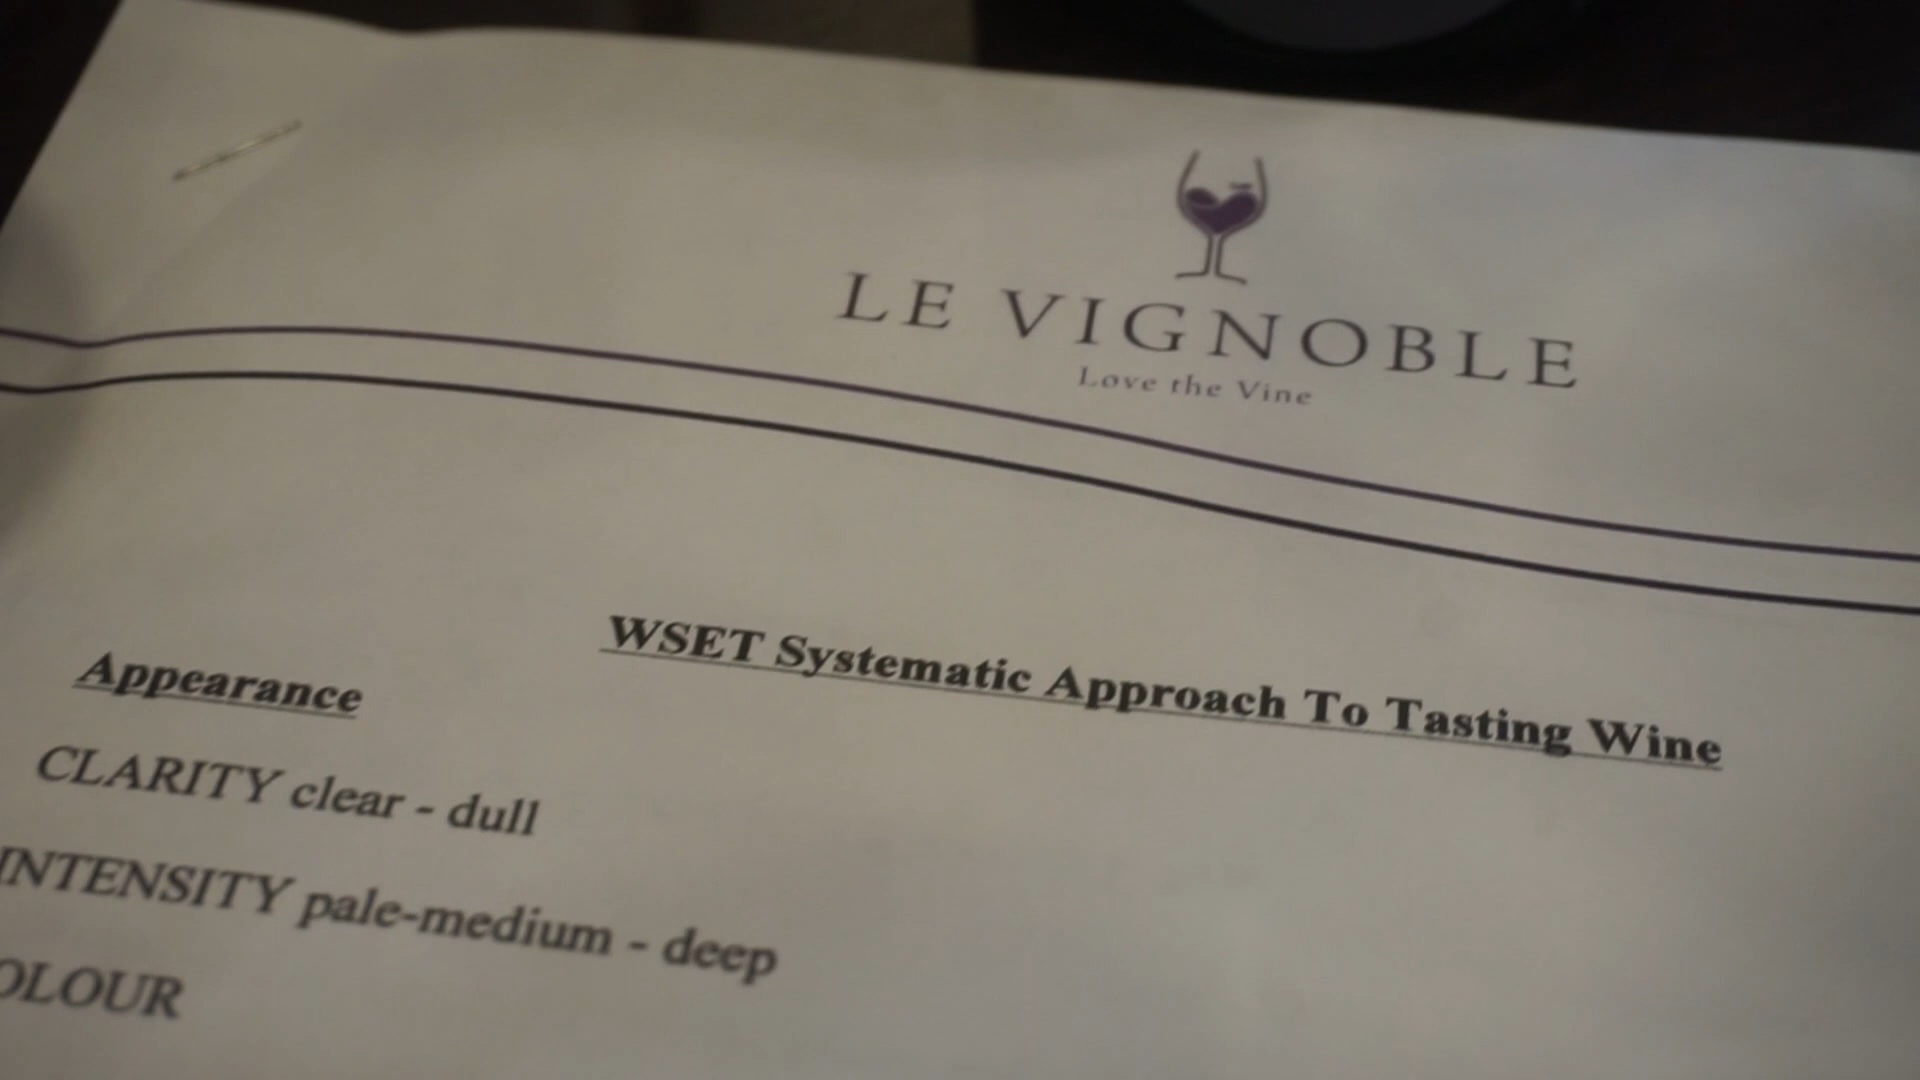 LE VIGNOBLE
Love the Vine
WSET Systematic Approach To Tasting Wine
Appearance
CLARITY clear - dull
INTENSITY pale-medium - deep
OLOUR